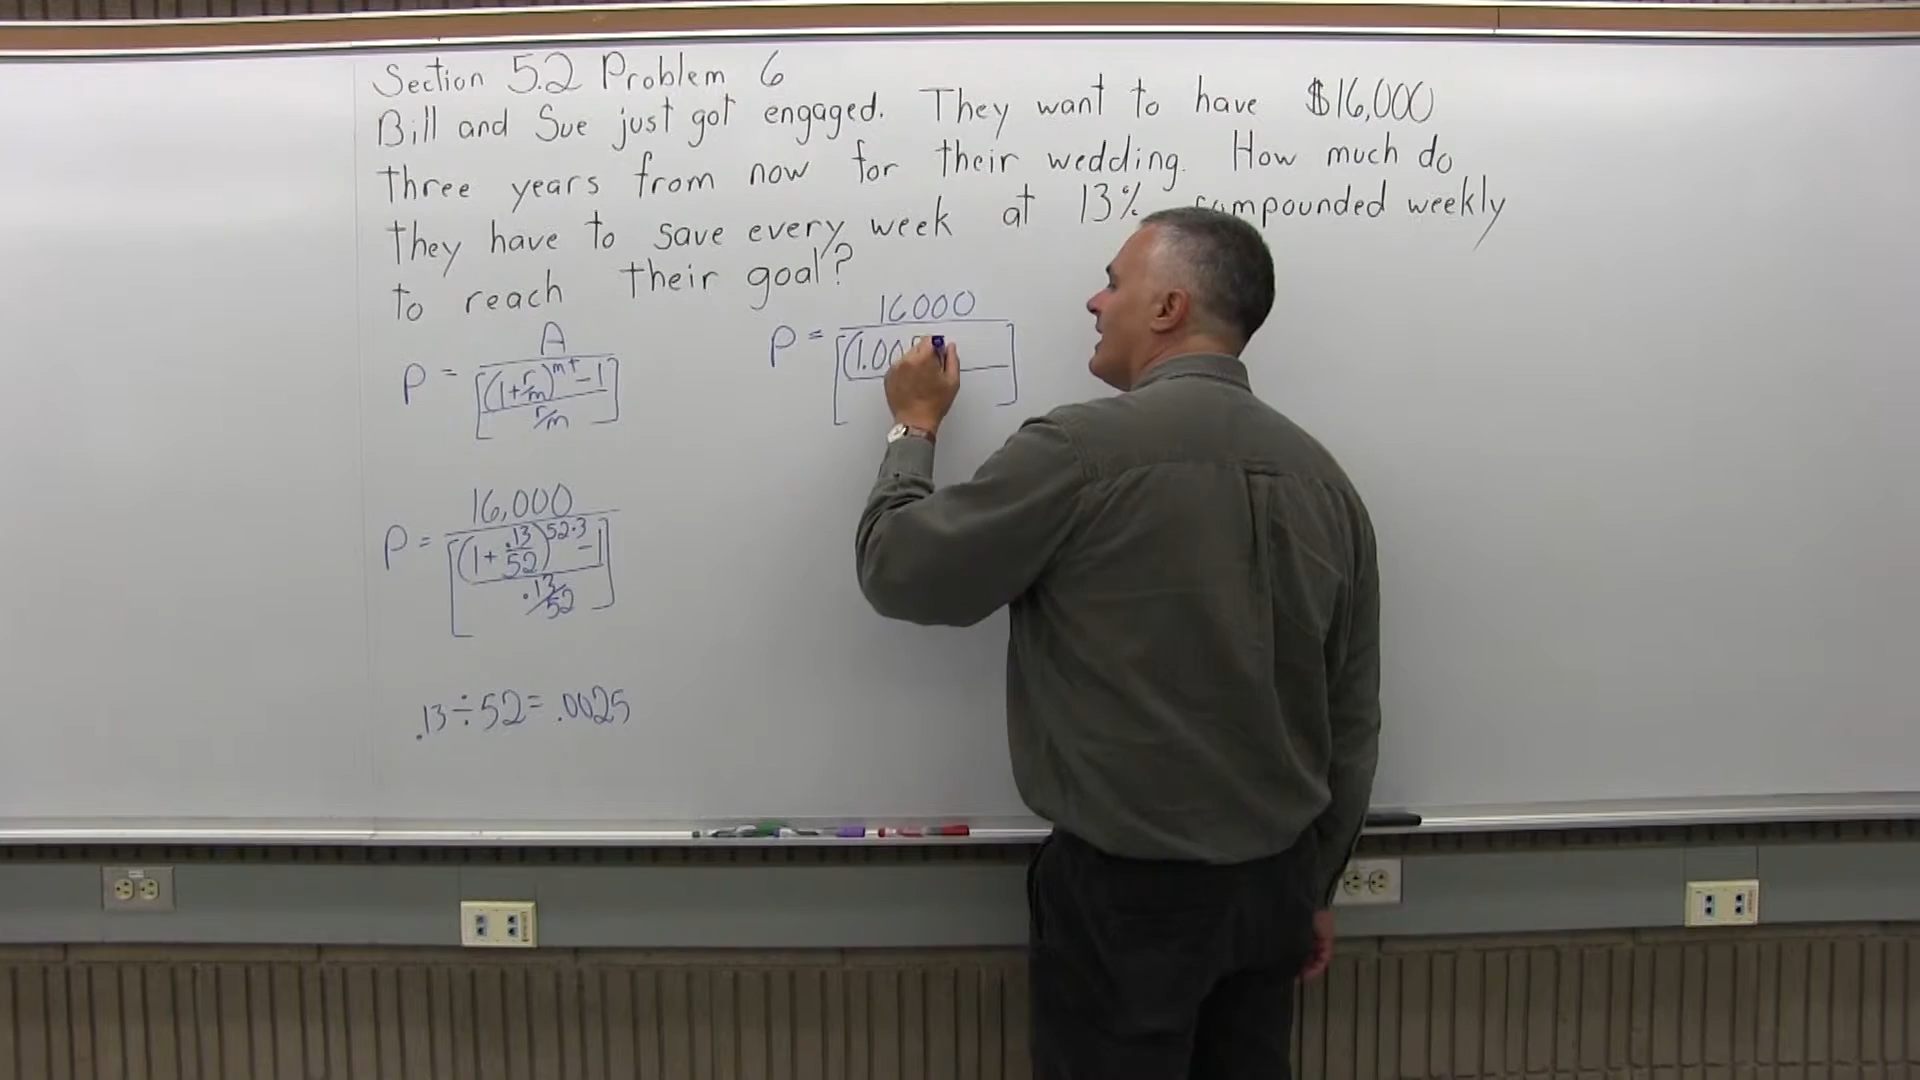 Section 5.2 Problem 6
Bill and Sue just got engaged. They want to have $16,000
three years from now for their wedding. How much do
they have to save every week at 13% compounded weekly
to reach their goal?
P = A / [((1+r/m)^mt - 1) / (r/m)]
P = 16,000 / [((1+.13/52)^52·3 - 1) / (.13/52)]
.13÷52=.0025
P = 16000 / [(1.00